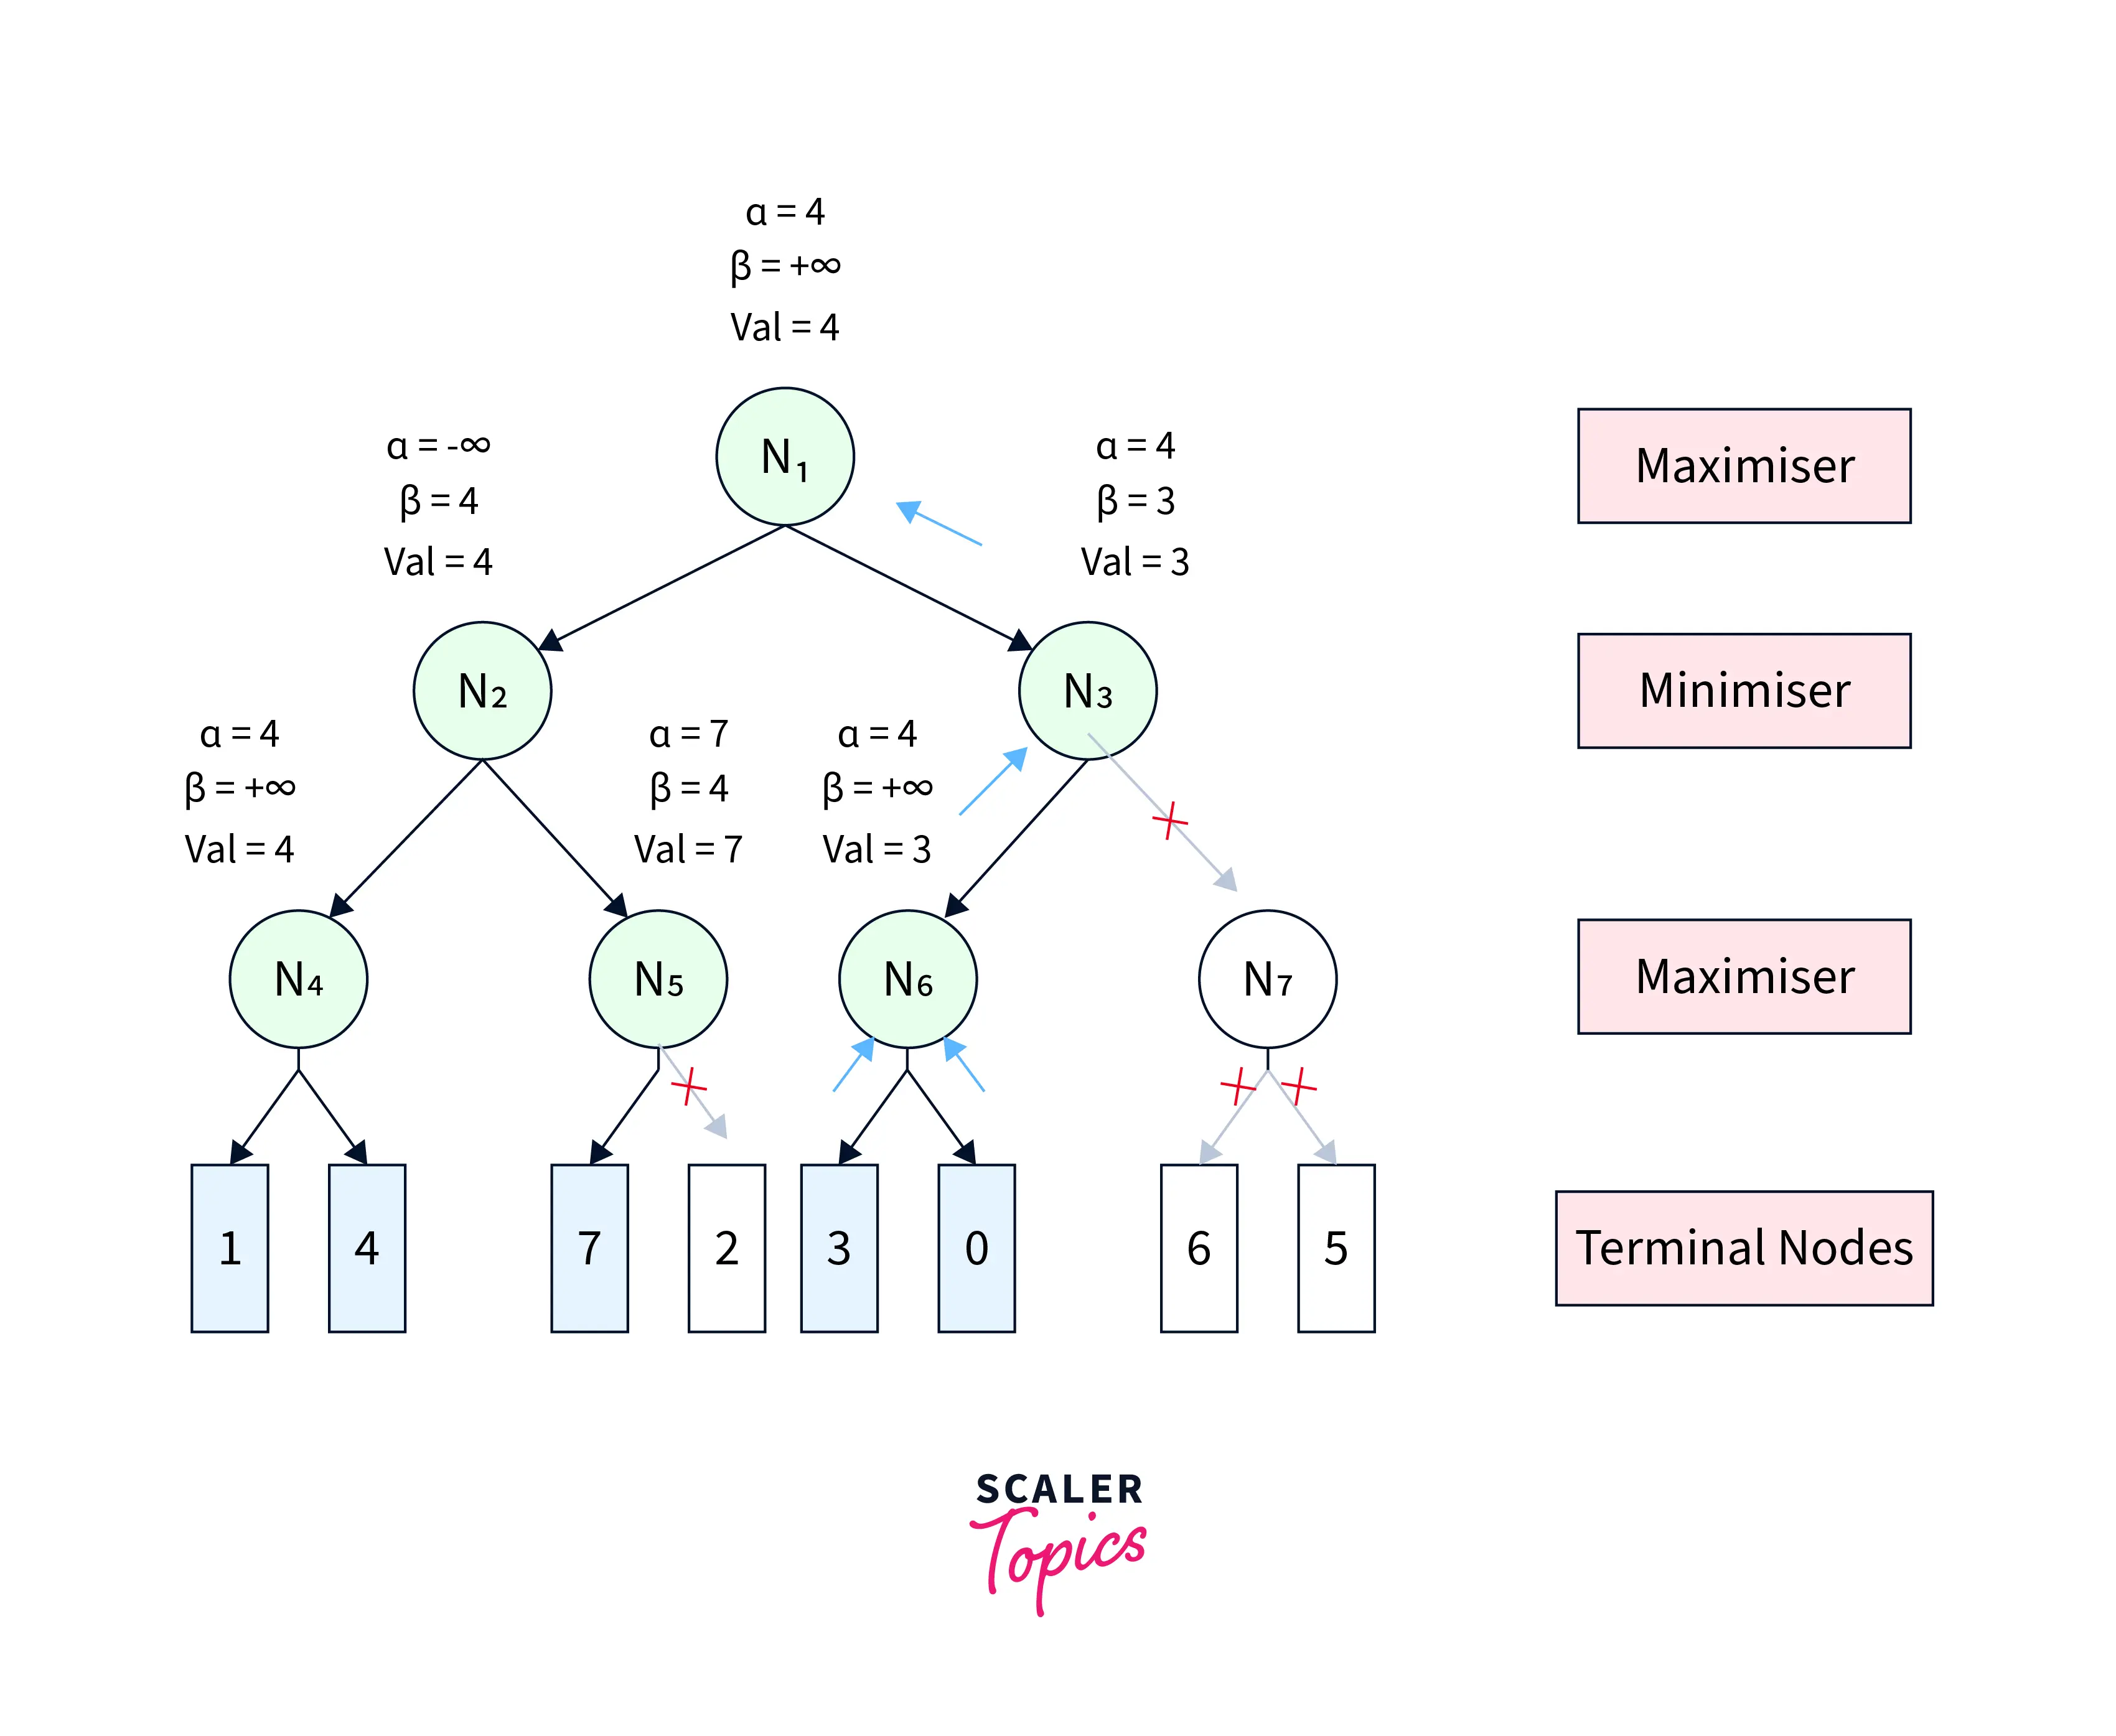 α = 4
β = +∞
Val = 4
N₁
Maximiser
α = -∞
β = 4
Val = 4
α = 4
β = 3
Val = 3
N₂
N₃
Minimiser
α = 4
β = +∞
Val = 4
α = 7
β = 4
Val = 7
α = 4
β = +∞
Val = 3
N₄
N₅
N₆
N₇
Maximiser
1
4
7
2
3
0
6
5
Terminal Nodes
SCALER
Topics